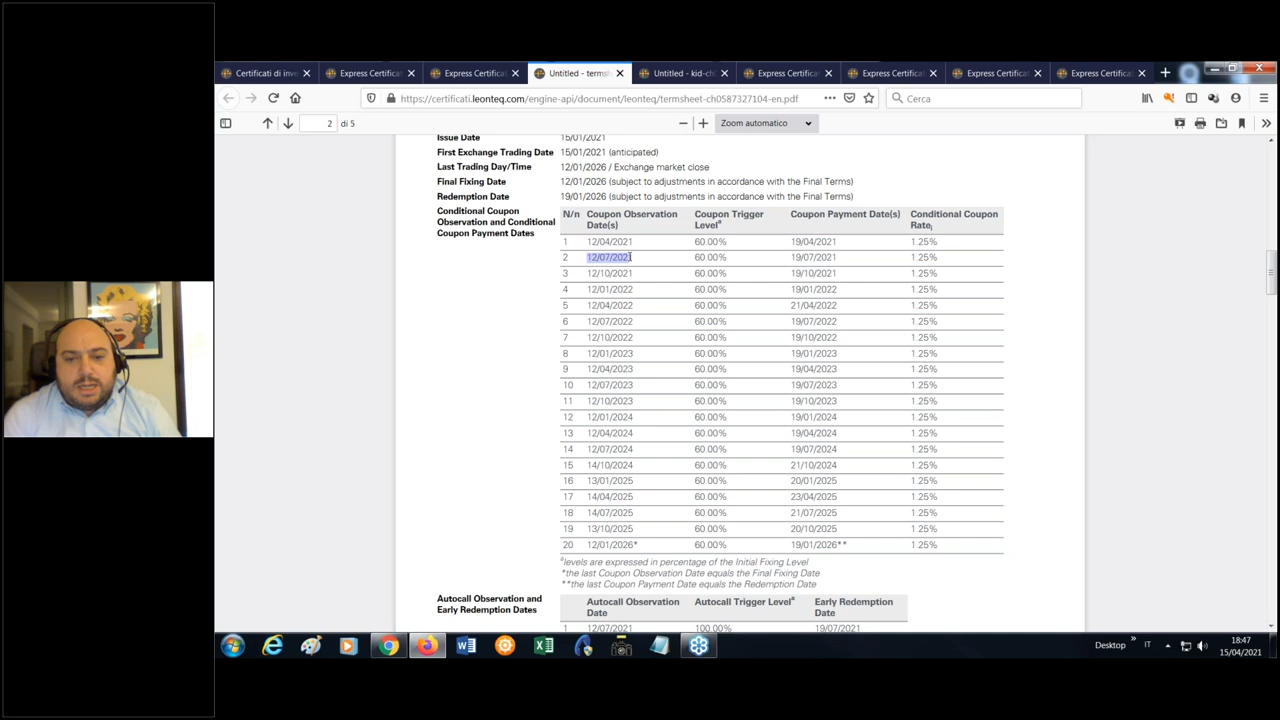 Certificati di inv
Express Certifica
Express Certifica
Untitled - termsh
Untitled - kid-ch
Express Certifica
Express Certifica
Express Certifica
Express Certifica
https://certificati.leonteq.com/engine-api/document/leonteq/termsheet-ch0587327104-en.pdf
Cerca
2 di 5
Zoom automatico
Issue Date 15/01/2021
First Exchange Trading Date 15/01/2021 (anticipated)
Last Trading Day/Time 12/01/2026 / Exchange market close
Final Fixing Date 12/01/2026 (subject to adjustments in accordance with the Final Terms)
Redemption Date 19/01/2026 (subject to adjustments in accordance with the Final Terms)
Conditional Coupon
Observation and Conditional
Coupon Payment Dates
N/n Coupon Observation Coupon Trigger Coupon Payment Date(s) Conditional Coupon
Date(s) Levelª Rateⱼ
1 12/04/2021 60.00% 19/04/2021 1.25%
2 12/07/2021 60.00% 19/07/2021 1.25%
3 12/10/2021 60.00% 19/10/2021 1.25%
4 12/01/2022 60.00% 19/01/2022 1.25%
5 12/04/2022 60.00% 21/04/2022 1.25%
6 12/07/2022 60.00% 19/07/2022 1.25%
7 12/10/2022 60.00% 19/10/2022 1.25%
8 12/01/2023 60.00% 19/01/2023 1.25%
9 12/04/2023 60.00% 19/04/2023 1.25%
10 12/07/2023 60.00% 19/07/2023 1.25%
11 12/10/2023 60.00% 19/10/2023 1.25%
12 12/01/2024 60.00% 19/01/2024 1.25%
13 12/04/2024 60.00% 19/04/2024 1.25%
14 12/07/2024 60.00% 19/07/2024 1.25%
15 14/10/2024 60.00% 21/10/2024 1.25%
16 13/01/2025 60.00% 20/01/2025 1.25%
17 14/04/2025 60.00% 23/04/2025 1.25%
18 14/07/2025 60.00% 21/07/2025 1.25%
19 13/10/2025 60.00% 20/10/2025 1.25%
20 12/01/2026* 60.00% 19/01/2026** 1.25%
ªlevels are expressed in percentage of the Initial Fixing Level
*the last Coupon Observation Date equals the Final Fixing Date
**the last Coupon Payment Date equals the Redemption Date
Autocall Observation and
Early Redemption Dates
Autocall Observation Autocall Trigger Levelª Early Redemption
Date Date
1 12/07/2021 100.00% 19/07/2021
Desktop
IT
18:47
15/04/2021